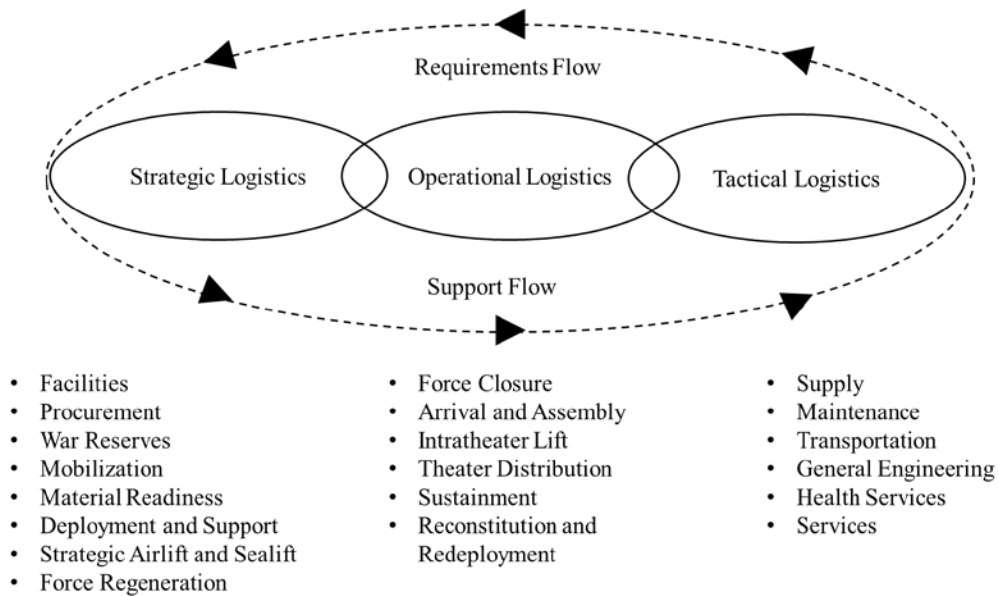 Requirements Flow
Strategic Logistics
Operational Logistics
Tactical Logistics
Support Flow
• Facilities
• Procurement
• War Reserves
• Mobilization
• Material Readiness
• Deployment and Support
• Strategic Airlift and Sealift
• Force Regeneration
• Force Closure
• Arrival and Assembly
• Intratheater Lift
• Theater Distribution
• Sustainment
• Reconstitution and
Redeployment
• Supply
• Maintenance
• Transportation
• General Engineering
• Health Services
• Services